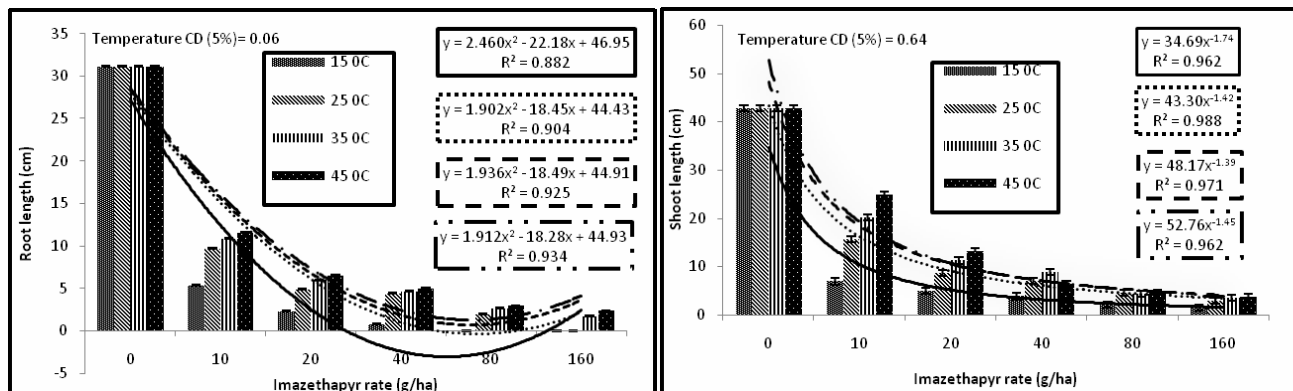 Temperature CD (5%)= 0.06
15 0C
25 0C
35 0C
45 0C
y = 2.460x² - 22.18x + 46.95
R² = 0.882
y = 1.902x² - 18.45x + 44.43
R² = 0.904
y = 1.936x² - 18.49x + 44.91
R² = 0.925
y = 1.912x² - 18.28x + 44.93
R² = 0.934
Root length (cm)
35
30
25
20
15
10
5
0
-5
0 10 20 40 80 160
Imazethapyr rate (g/ha)
Temperature CD (5%) = 0.64
15 0C
25 0C
35 0C
45 0C
y = 34.69x⁻¹·⁷⁴
R² = 0.962
y = 43.30x⁻¹·⁴²
R² = 0.988
y = 48.17x⁻¹·³⁹
R² = 0.971
y = 52.76x⁻¹·⁴⁵
R² = 0.962
Shoot length (cm)
60
50
40
30
20
10
0
0 10 20 40 80 160
Imazethapyr rate (g/ha)